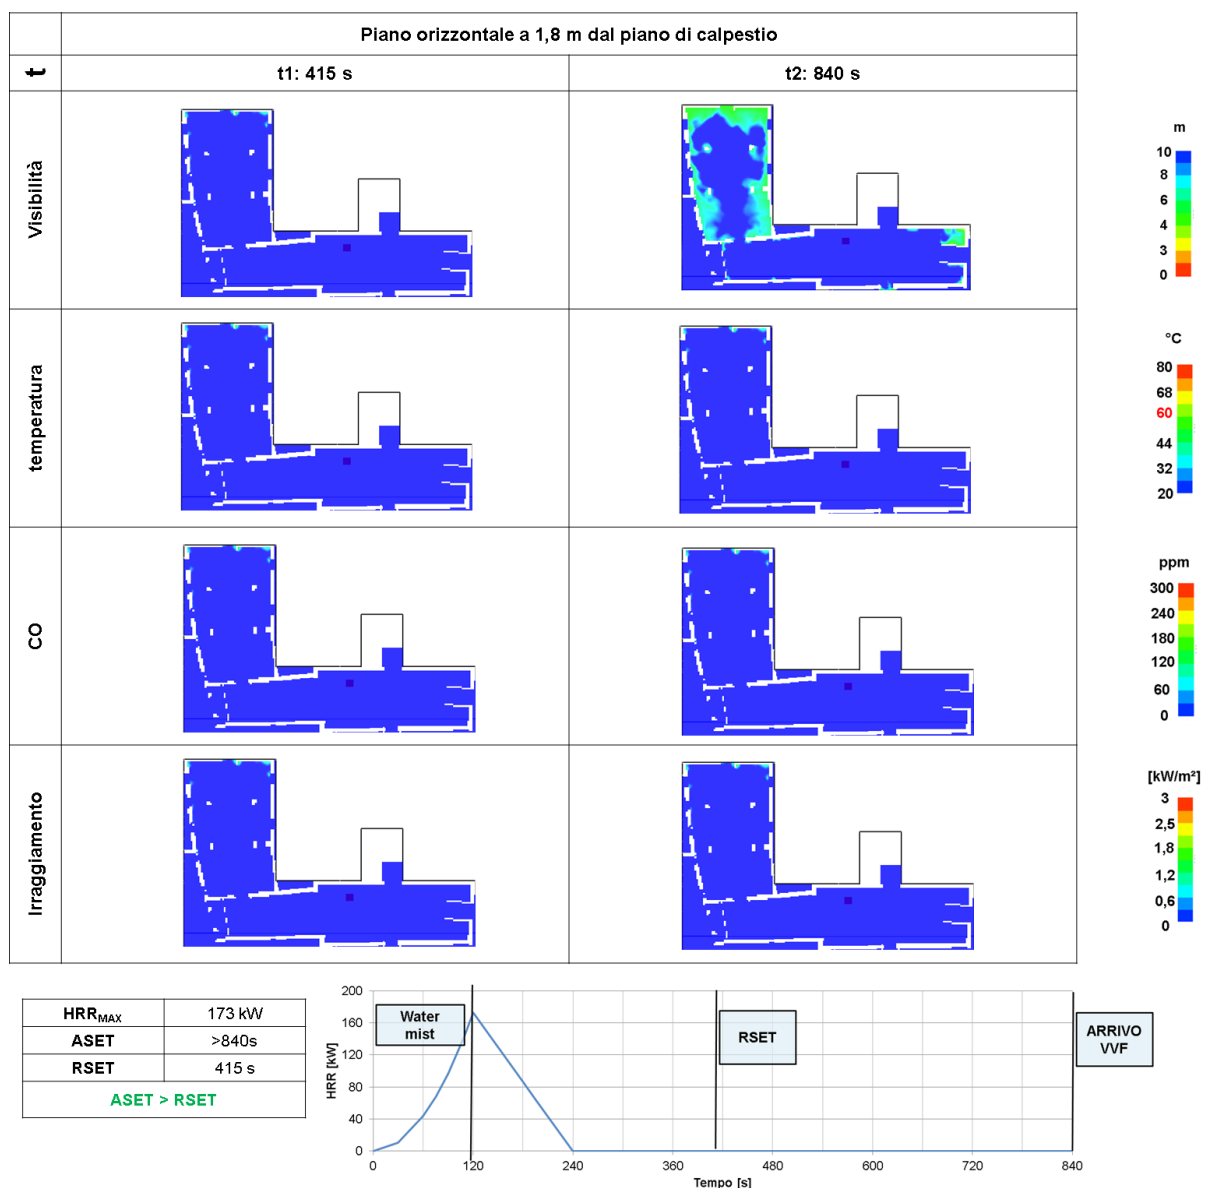 Piano orizzontale a 1,8 m dal piano di calpestio
t
t1: 415 s
t2: 840 s
Visibilità
m
10
8
6
4
3
0
temperatura
°C
80
68
60
44
32
20
CO
ppm
300
240
180
120
60
0
Irraggiamento
[kW/m²]
3
2,5
1,8
1,2
0,6
0
HRRMAX 173 kW
ASET >840s
RSET 415 s
ASET > RSET
HRR [kW]
200
160
120
80
40
0
Water
mist
RSET
ARRIVO
VVF
0 120 240 360 480 600 720 840
Tempo [s]